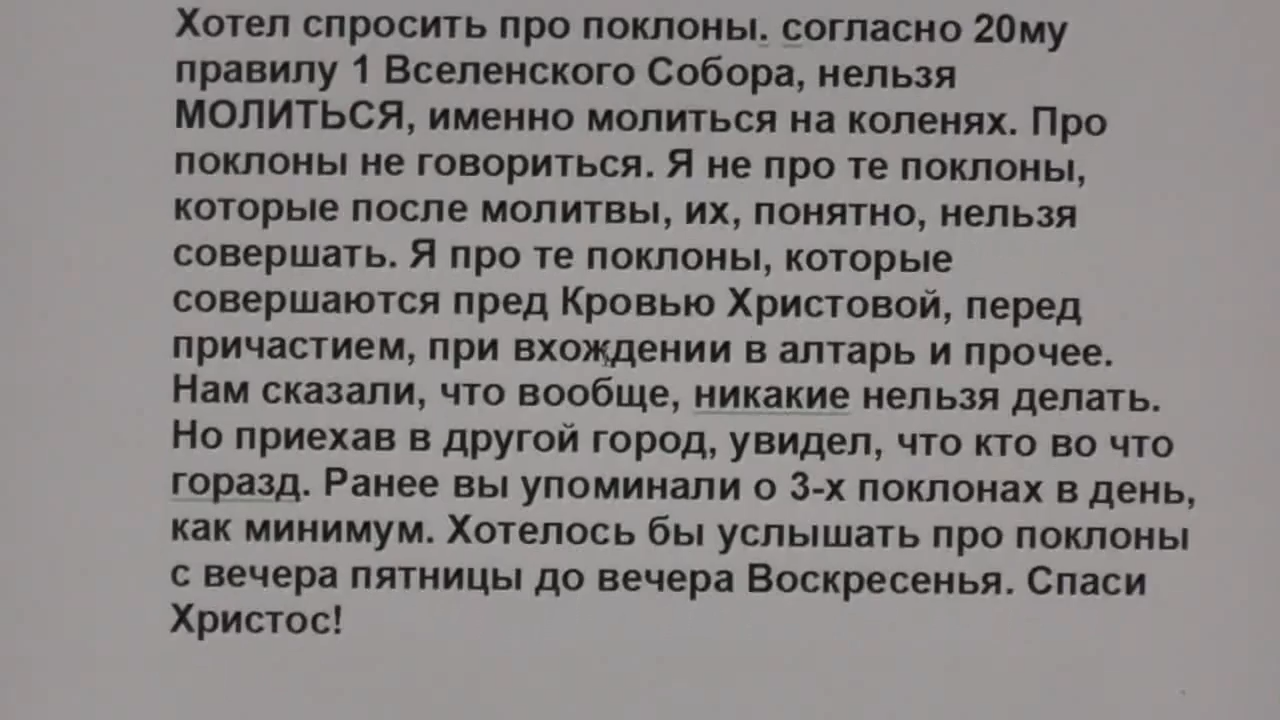 Хотел спросить про поклоны. согласно 20му
правилу 1 Вселенского Собора, нельзя
МОЛИТЬСЯ, именно молиться на коленях. Про
поклоны не говориться. Я не про те поклоны,
которые после молитвы, их, понятно, нельзя
совершать. Я про те поклоны, которые
совершаются пред Кровью Христовой, перед
причастием, при вхождении в алтарь и прочее.
Нам сказали, что вообще, никакие нельзя делать.
Но приехав в другой город, увидел, что кто во что
горазд. Ранее вы упоминали о 3-х поклонах в день,
как минимум. Хотелось бы услышать про поклоны
с вечера пятницы до вечера Воскресенья. Спаси
Христос!